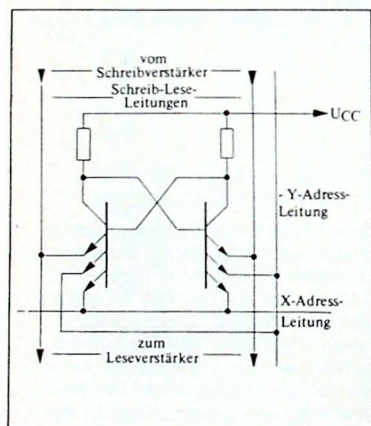 vom
Schreibverstärker
Schreib-Lese-
Leitungen
UCC
- Y-Adress-
Leitung
X-Adress-
Leitung
zum
Leseverstärker